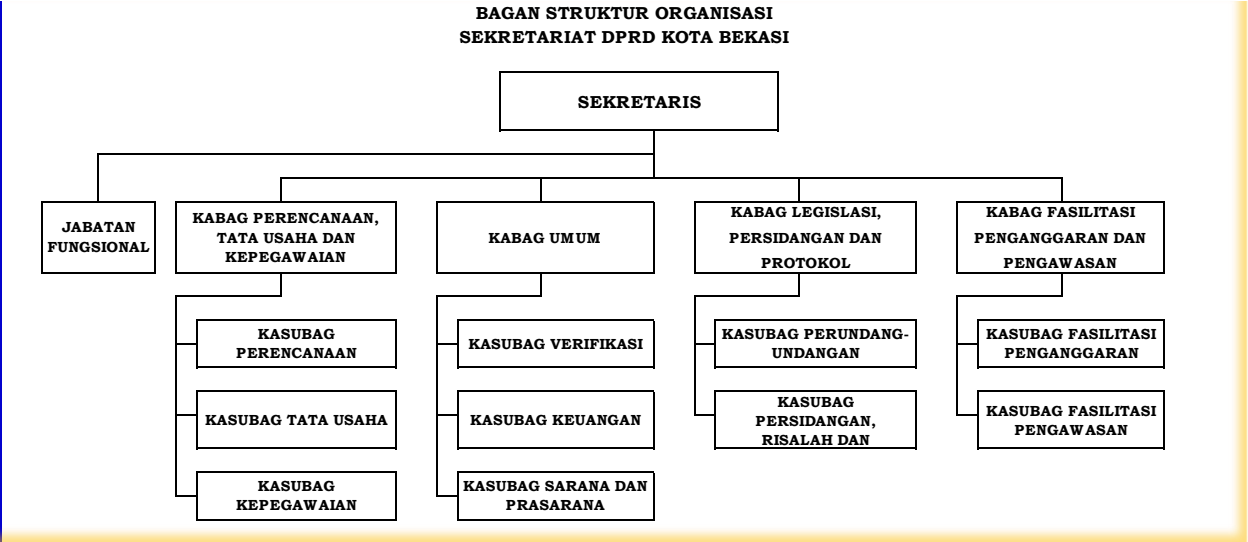 BAGAN STRUKTUR ORGANISASI
SEKRETARIAT DPRD KOTA BEKASI
SEKRETARIS
JABATAN
FUNGSIONAL
KABAG PERENCANAAN,
TATA USAHA DAN
KEPEGAWAIAN
KABAG UMUM
KABAG LEGISLASI,
PERSIDANGAN DAN
PROTOKOL
KABAG FASILITASI
PENGANGGARAN DAN
PENGAWASAN
KASUBAG
PERENCANAAN
KASUBAG VERIFIKASI
KASUBAG PERUNDANG-
UNDANGAN
KASUBAG FASILITASI
PENGANGGARAN
KASUBAG TATA USAHA
KASUBAG KEUANGAN
KASUBAG
PERSIDANGAN,
RISALAH DAN
KASUBAG FASILITASI
PENGAWASAN
KASUBAG
KEPEGAWAIAN
KASUBAG SARANA DAN
PRASARANA